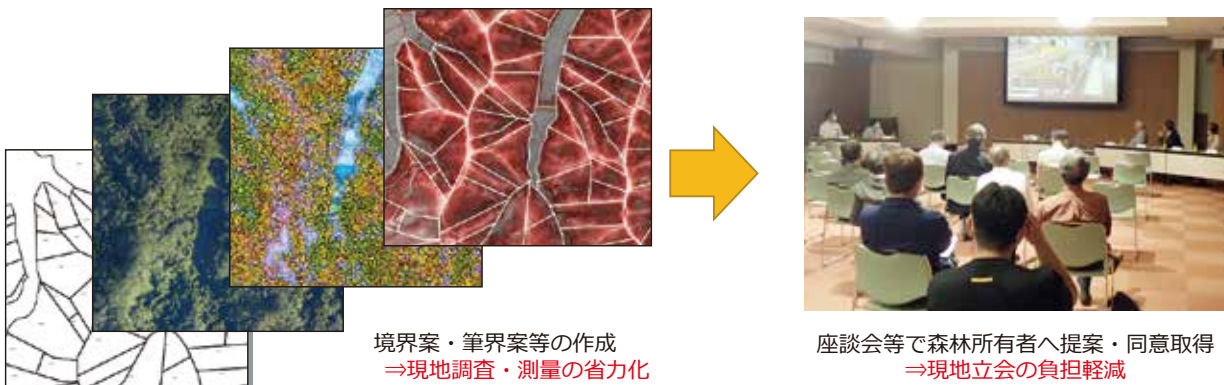 境界案・筆界案等の作成
⇒現地調査・測量の省力化
座談会等で森林所有者へ提案・同意取得
⇒現地立会の負担軽減